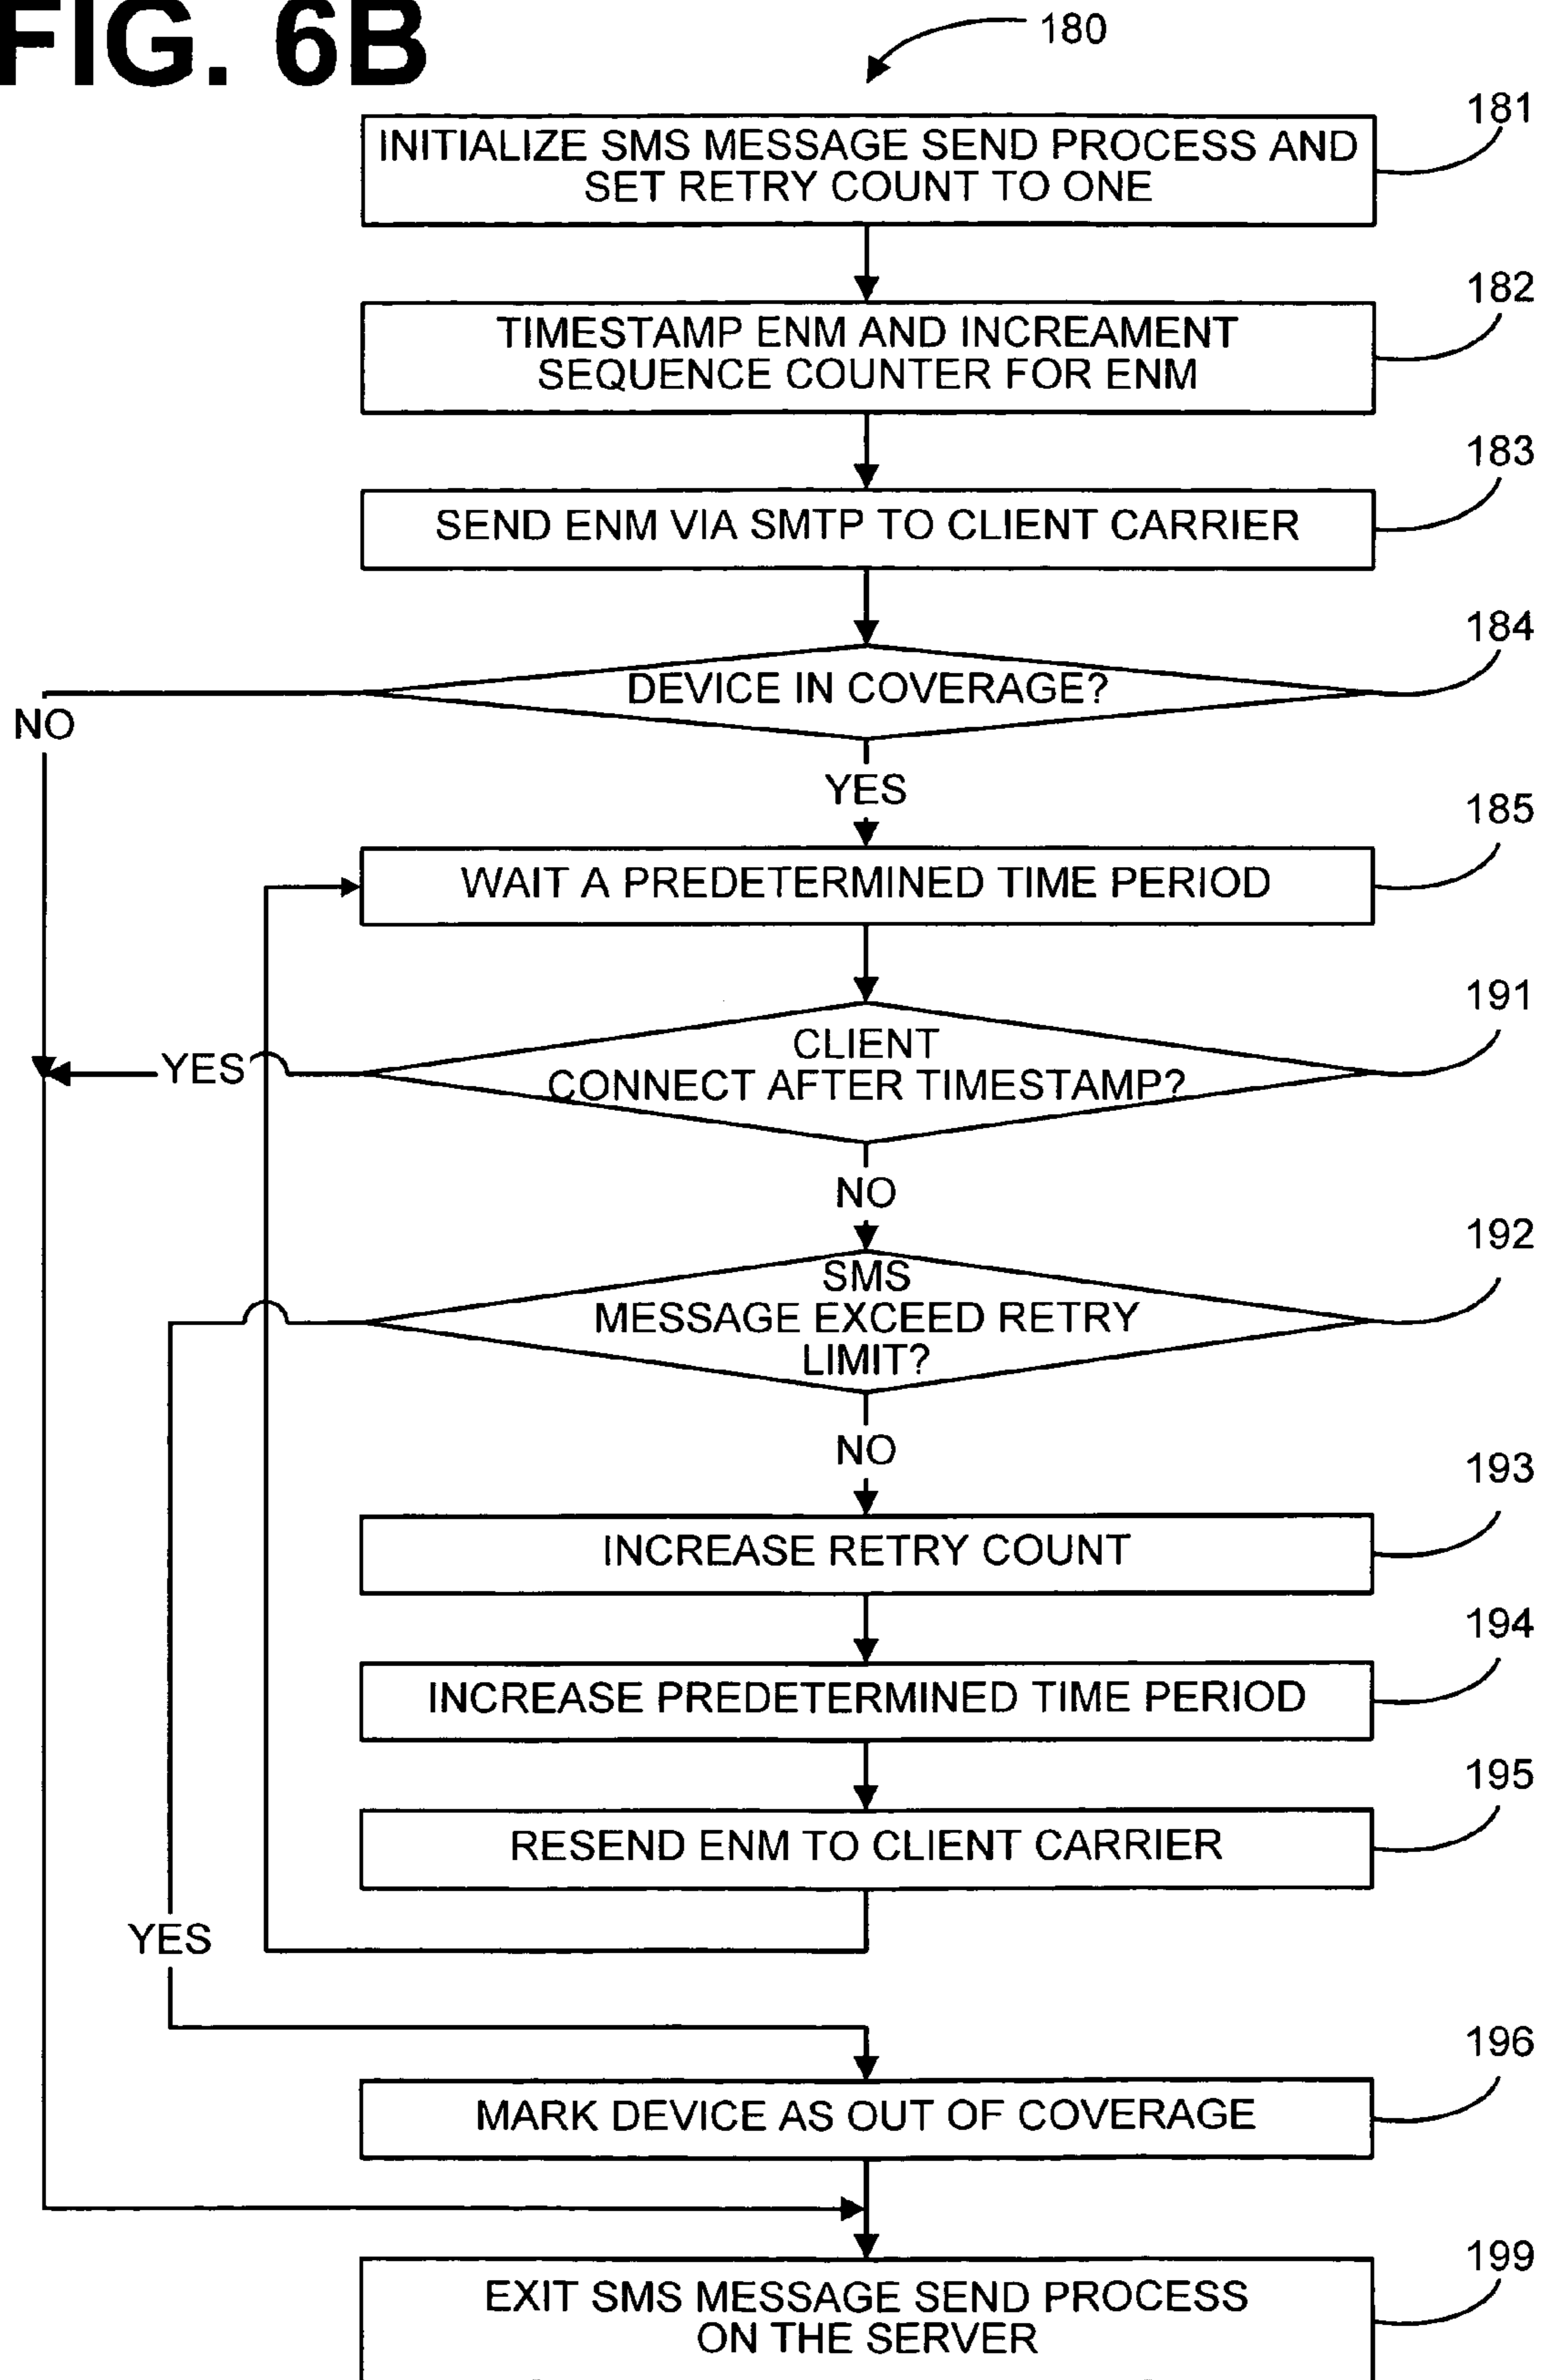 FIG. 6B
180
181
INITIALIZE SMS MESSAGE SEND PROCESS AND
SET RETRY COUNT TO ONE
182
TIMESTAMP ENM AND INCREAMENT
SEQUENCE COUNTER FOR ENM
183
SEND ENM VIA SMTP TO CLIENT CARRIER
184
DEVICE IN COVERAGE?
NO
YES
185
WAIT A PREDETERMINED TIME PERIOD
191
CLIENT
CONNECT AFTER TIMESTAMP?
YES
NO
192
SMS
MESSAGE EXCEED RETRY
LIMIT?
NO
193
INCREASE RETRY COUNT
194
INCREASE PREDETERMINED TIME PERIOD
195
RESEND ENM TO CLIENT CARRIER
YES
196
MARK DEVICE AS OUT OF COVERAGE
199
EXIT SMS MESSAGE SEND PROCESS
ON THE SERVER